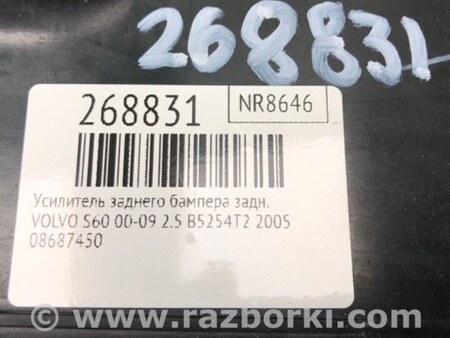 268831
268831
NR8646
Усилитель заднего бампера задн.
VOLVO S60 00-09 2.5 B5254T2 2005
08687450
© www.razborki.com